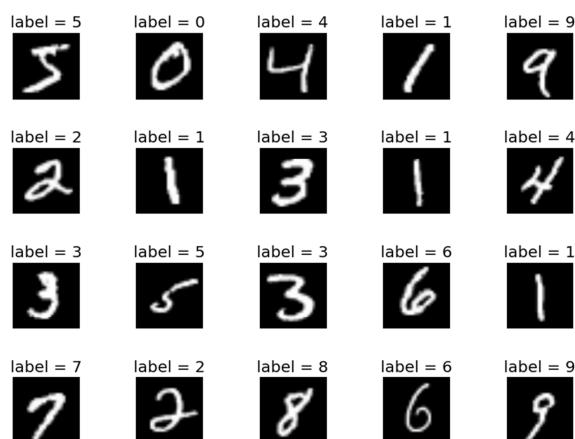 label = 5 label = 0 label = 4 label = 1 label = 9
5 0 4 1 9
label = 2 label = 1 label = 3 label = 1 label = 4
2 1 3 1 4
label = 3 label = 5 label = 3 label = 6 label = 1
3 5 3 6 1
label = 7 label = 2 label = 8 label = 6 label = 9
7 2 8 6 9